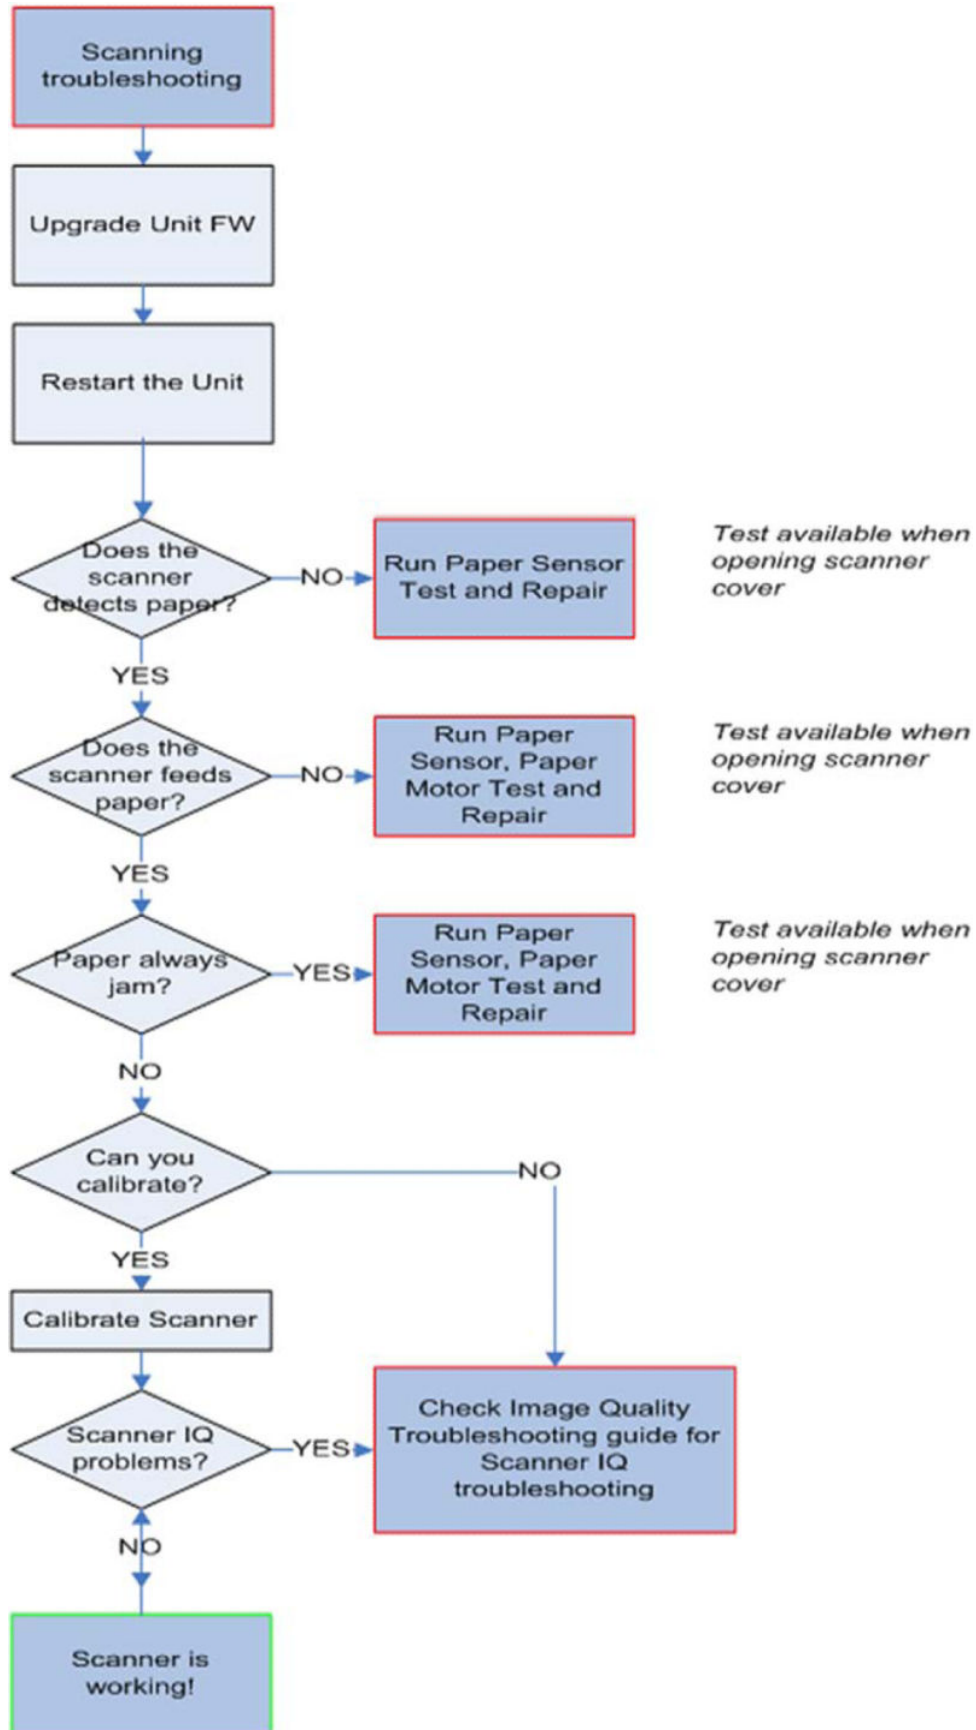 Scanning
troubleshooting
Upgrade Unit FW
Restart the Unit
Does the
scanner
detects paper?
NO
Run Paper Sensor
Test and Repair
Test available when
opening scanner
cover
YES
Does the
scanner feeds
paper?
NO
Run Paper
Sensor, Paper
Motor Test and
Repair
Test available when
opening scanner
cover
YES
Paper always
jam?
YES
Run Paper
Sensor, Paper
Motor Test and
Repair
Test available when
opening scanner
cover
NO
Can you
calibrate?
NO
YES
Calibrate Scanner
Scanner IQ
problems?
YES
Check Image Quality
Troubleshooting guide for
Scanner IQ
troubleshooting
NO
Scanner is
working!